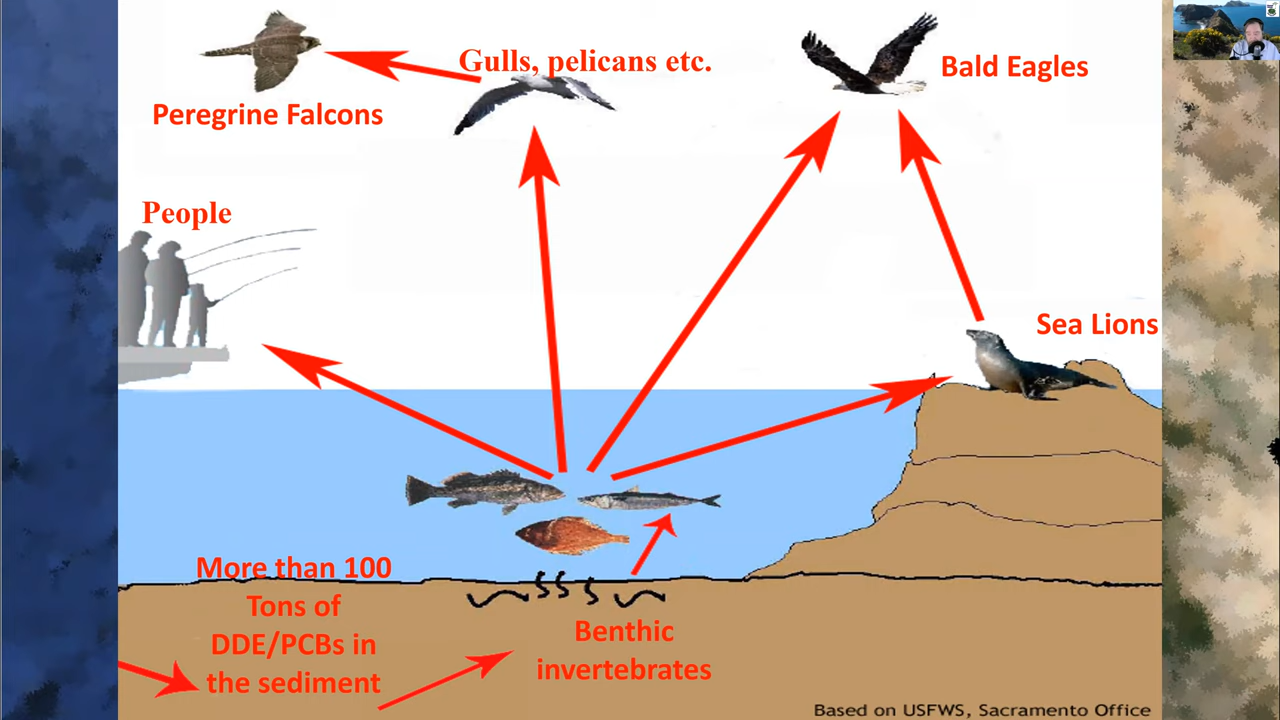 Gulls, pelicans etc.
Bald Eagles
Peregrine Falcons
People
Sea Lions
More than 100
Tons of
DDE/PCBs in
the sediment
Benthic
invertebrates
Based on USFWS, Sacramento Office